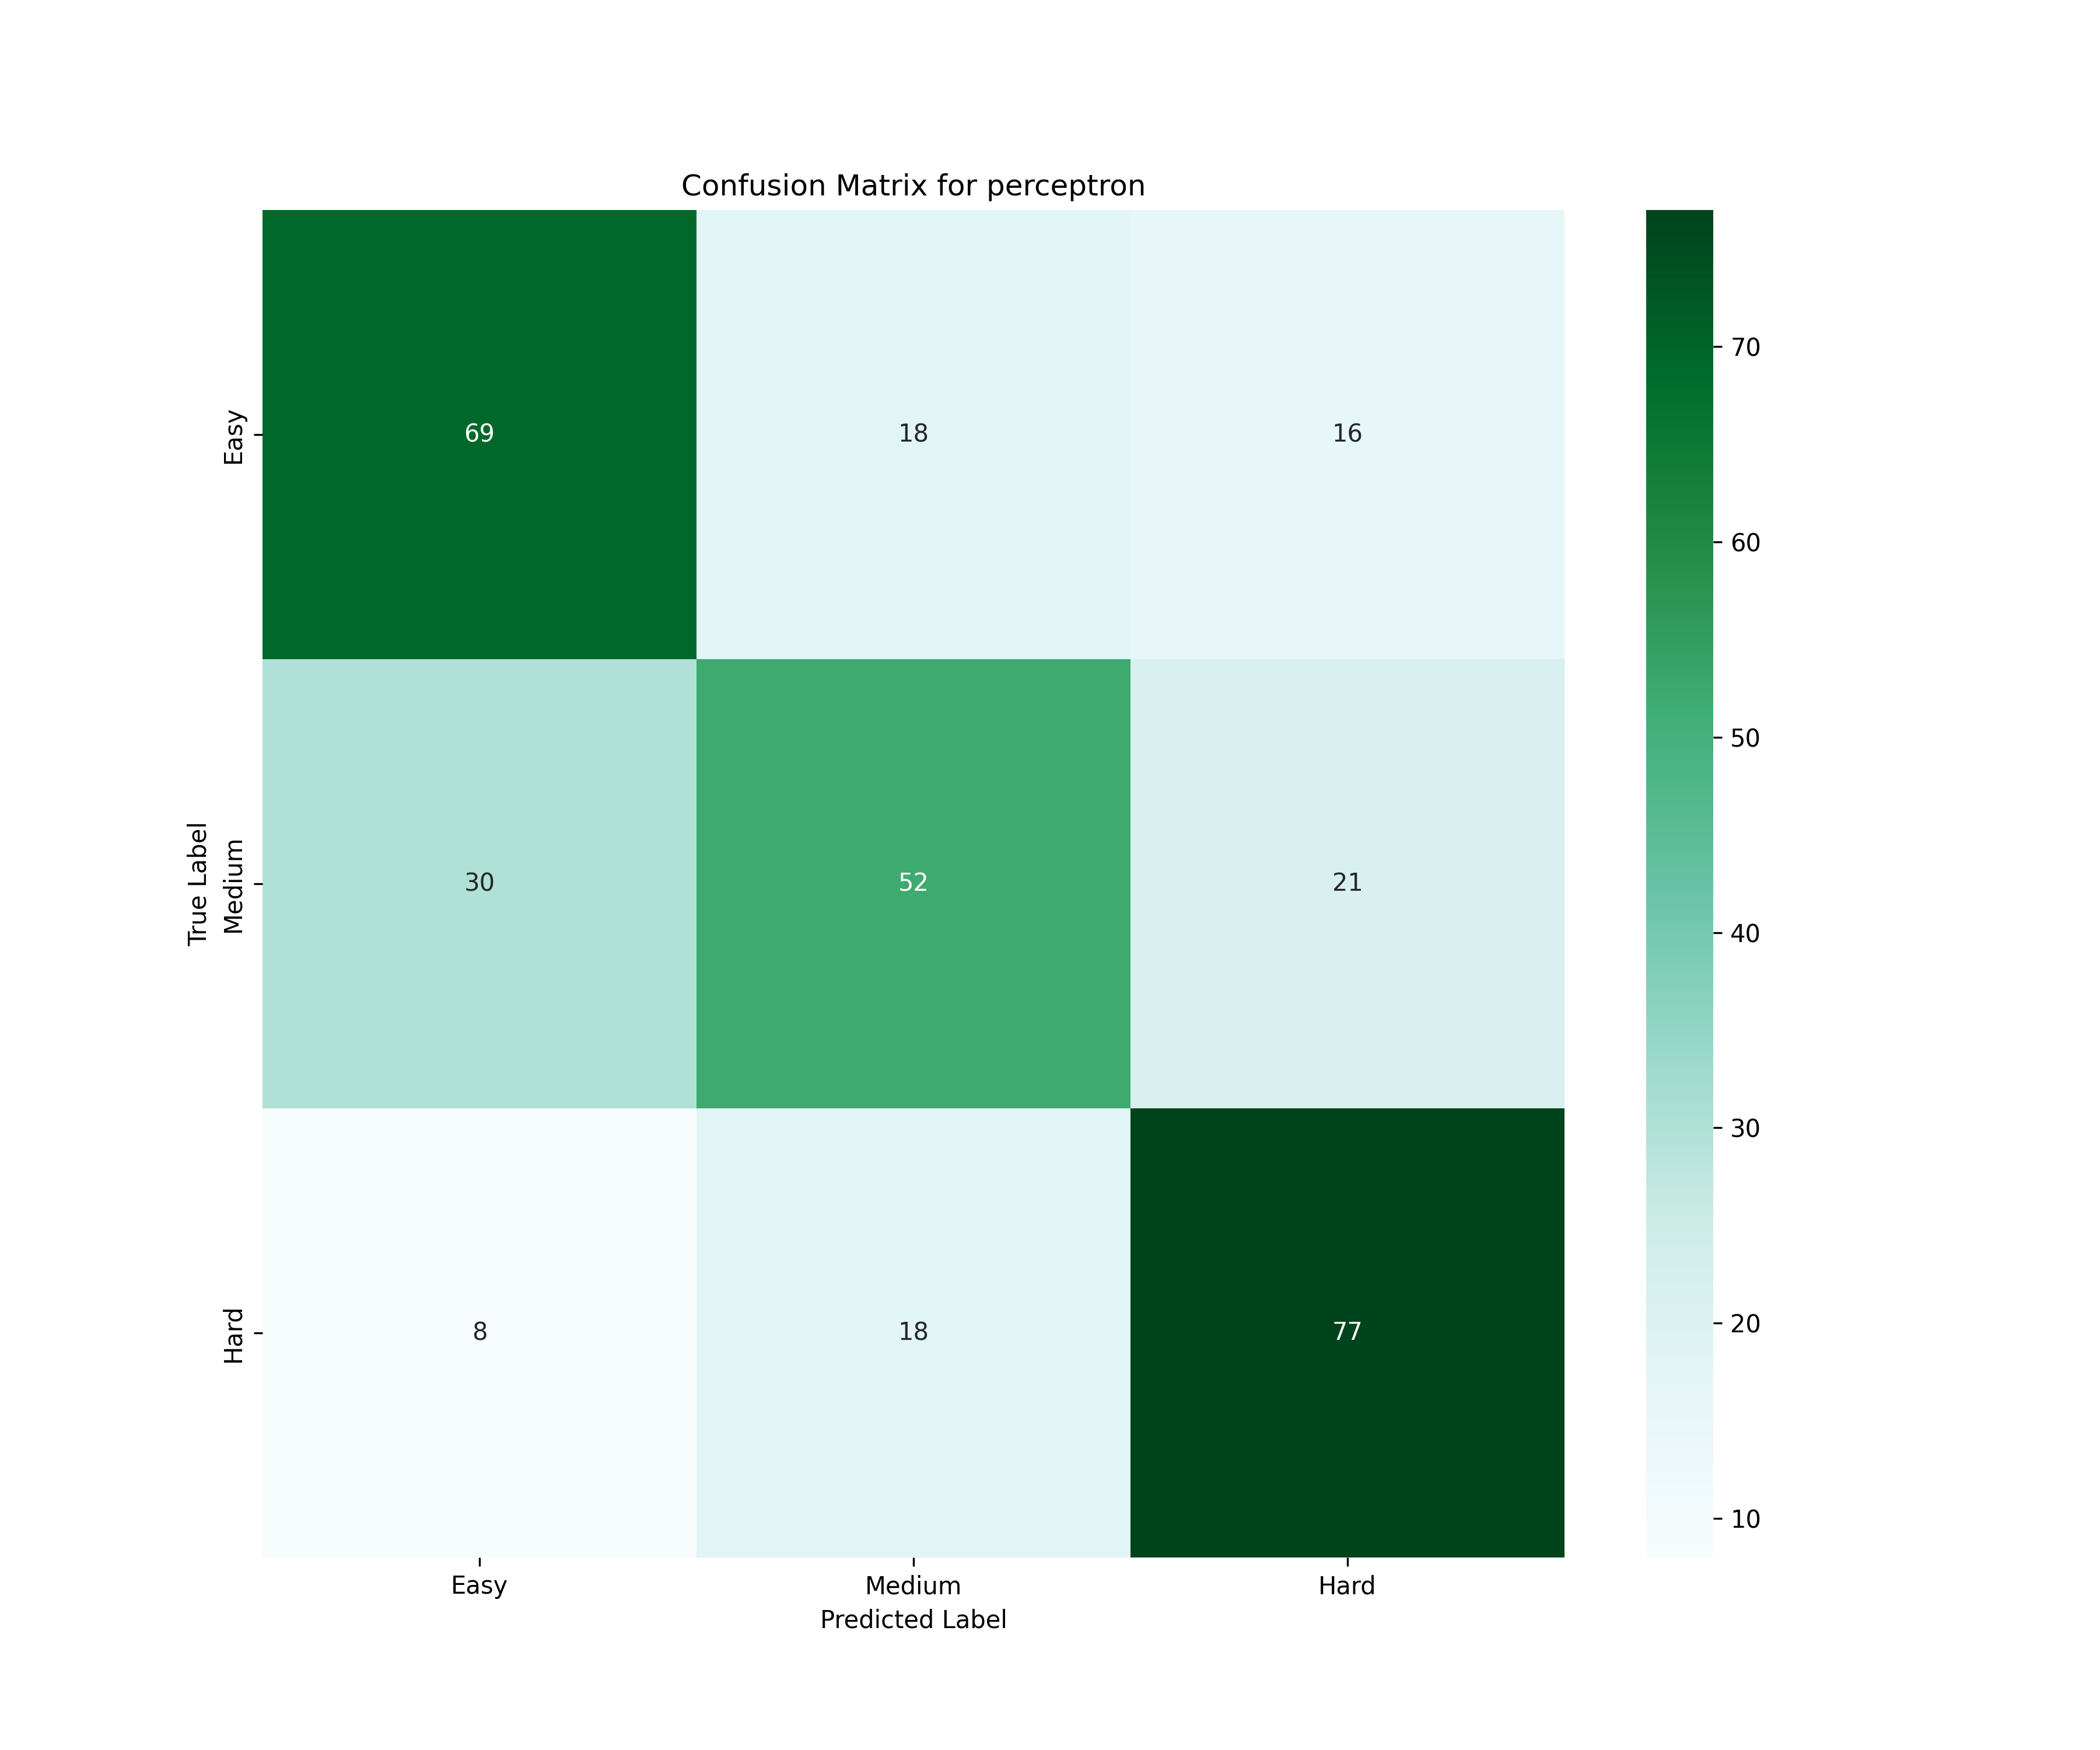 Confusion Matrix for perceptron
True Label
Easy
69 18 16
Medium
30 52 21
Hard
8 18 77
Easy Medium Hard
Predicted Label
70
60
50
40
30
20
10